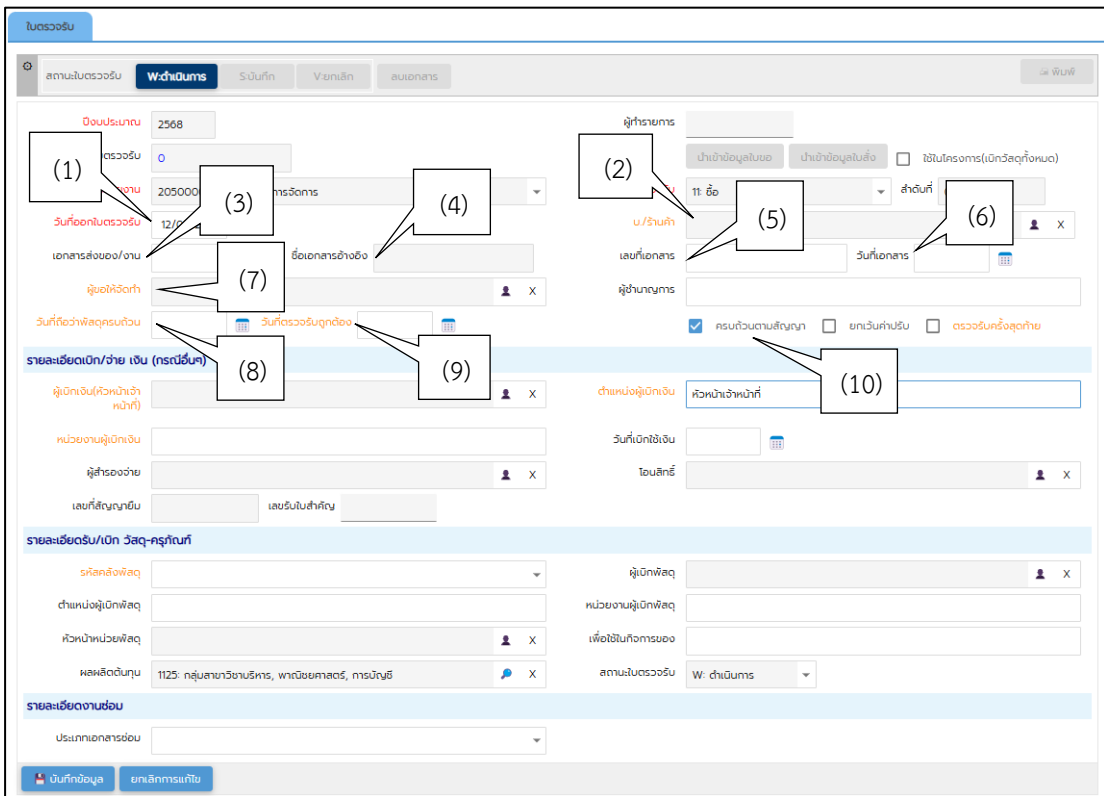 ใบตรวจรับ
สถานะใบตรวจรับ W:ดำเนินการ S:บันทึก V:ยกเลิก ลบเอกสาร พิมพ์
ปีงบประมาณ 2568 ผู้ทำรายการ
(1) ตรวจรับ 0 (2) นำเข้าข้อมูลใบขอ นำเข้าข้อมูลใบสั่ง ใช้ในโครงการ(เบิกวัสดุทั้งหมด)
งาน 205000 (3) ารจัดการ (4) 11: ซื้อ ลำดับที่
วันที่ออกใบตรวจรับ 12/0 บ./ร้านค้า (5) (6) X
เอกสารส่งของ/งาน ชื่อเอกสารอ้างอิง เลขที่เอกสาร วันที่เอกสาร
ผู้ขอให้จัดทำ (7) X ผู้ชำนาญการ
วันที่ถือว่าพัสดุครบถ้วน วันที่ตรวจรับถูกต้อง ครบถ้วนตามสัญญา ยกเว้นค่าปรับ ตรวจรับครั้งสุดท้าย
รายละเอียดเบิก/จ่าย เงิน (กรณีอื่นๆ) (8) (9) (10)
ผู้เบิกเงิน(หัวหน้าเจ้า
หน้าที่) X ตำแหน่งผู้เบิกเงิน หัวหน้าเจ้าหน้าที่
หน่วยงานผู้เบิกเงิน วันที่เบิกใช้เงิน
ผู้สำรองจ่าย X โอนสิทธิ์ X
เลขที่สัญญายืม เลขรับใบสำคัญ
รายละเอียดรับ/เบิก วัสดุ-ครุภัณฑ์
รหัสคลังพัสดุ ผู้เบิกพัสดุ X
ตำแหน่งผู้เบิกพัสดุ หน่วยงานผู้เบิกพัสดุ
หัวหน้าหน่วยพัสดุ X เพื่อใช้ในกิจการของ
ผลผลิตต้นทุน 1125: กลุ่มสาขาวิชาบริหาร, พาณิชยศาสตร์, การบัญชี X สถานะใบตรวจรับ W: ดำเนินการ
รายละเอียดงานซ่อม
ประเภทเอกสารซ่อม
บันทึกข้อมูล ยกเลิกการแก้ไข